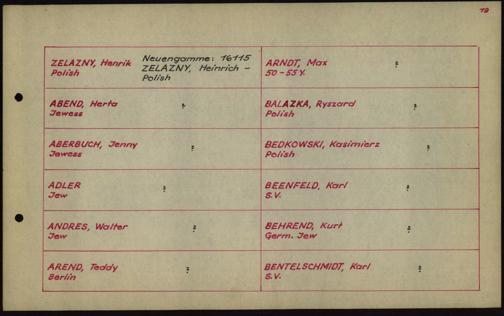 19
ZELAZNY, Henrik
Polish
Neuengamme: 16115
ZELAZNY, Heinrich -
Polish
ARNDT, Max ?
50-55 Y.
ABEND, Herta ?
Jewess
BALAZKA, Ryszard ?
Polish
ABERBUCH, Jenny ?
Jewess
BEDKOWSKI, Kasimierz ?
Polish
ADLER ?
Jew
BEENFELD, Karl ?
S.V.
ANDRES, Walter ?
Jew
BEHREND, Kurt ?
Germ. Jew
AREND, Teddy ?
Berlin
BENTELSCHMIDT, Karl ?
S.V.